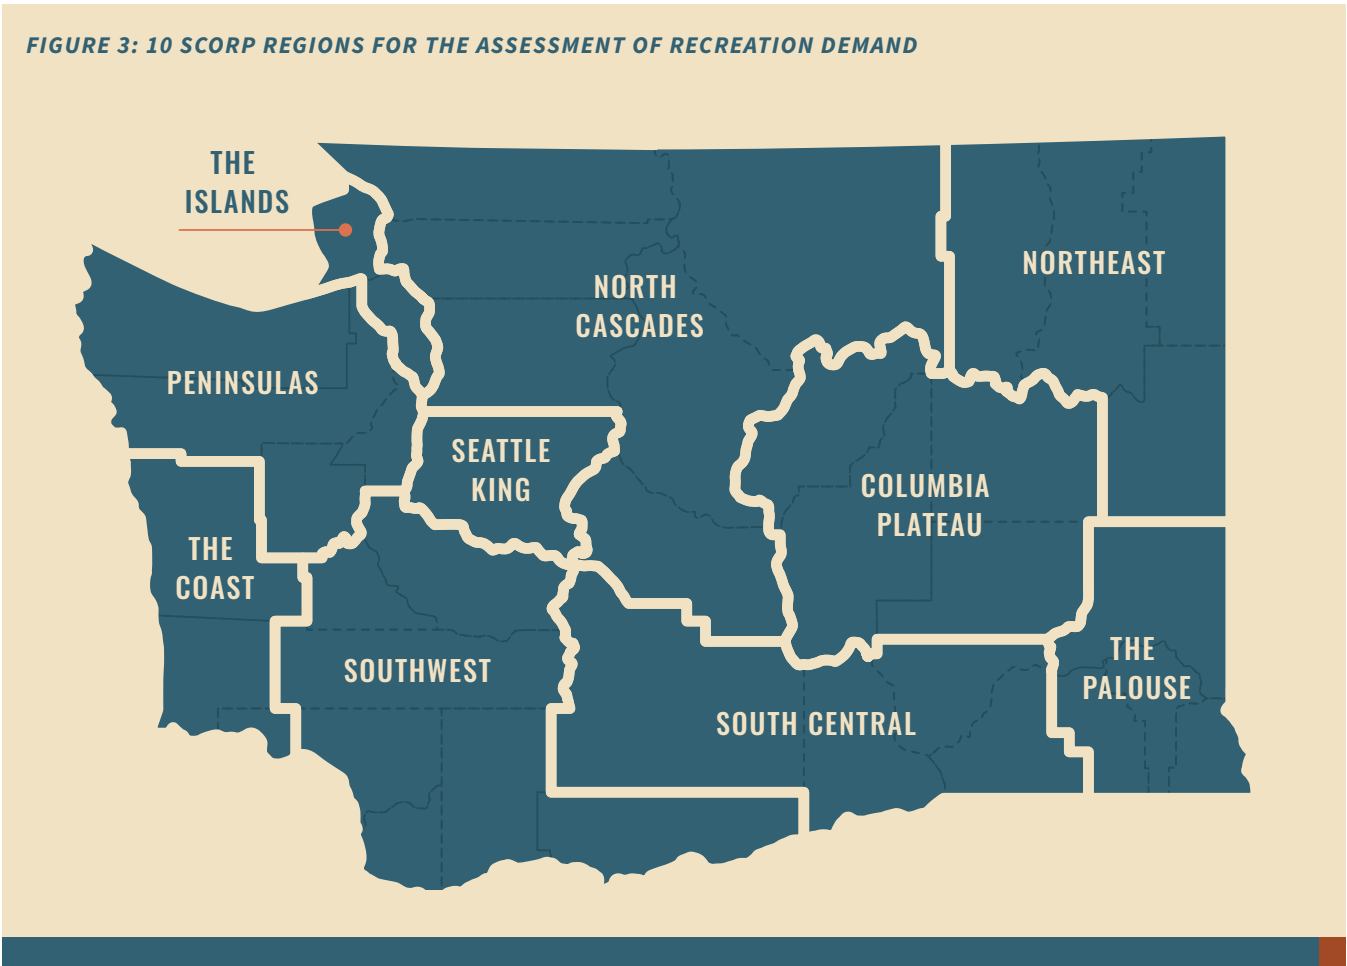 FIGURE 3: 10 SCORP REGIONS FOR THE ASSESSMENT OF RECREATION DEMAND
THE
ISLANDS
NORTH
CASCADES
NORTHEAST
PENINSULAS
SEATTLE
KING
COLUMBIA
PLATEAU
THE
COAST
SOUTHWEST
SOUTH CENTRAL
THE
PALOUSE